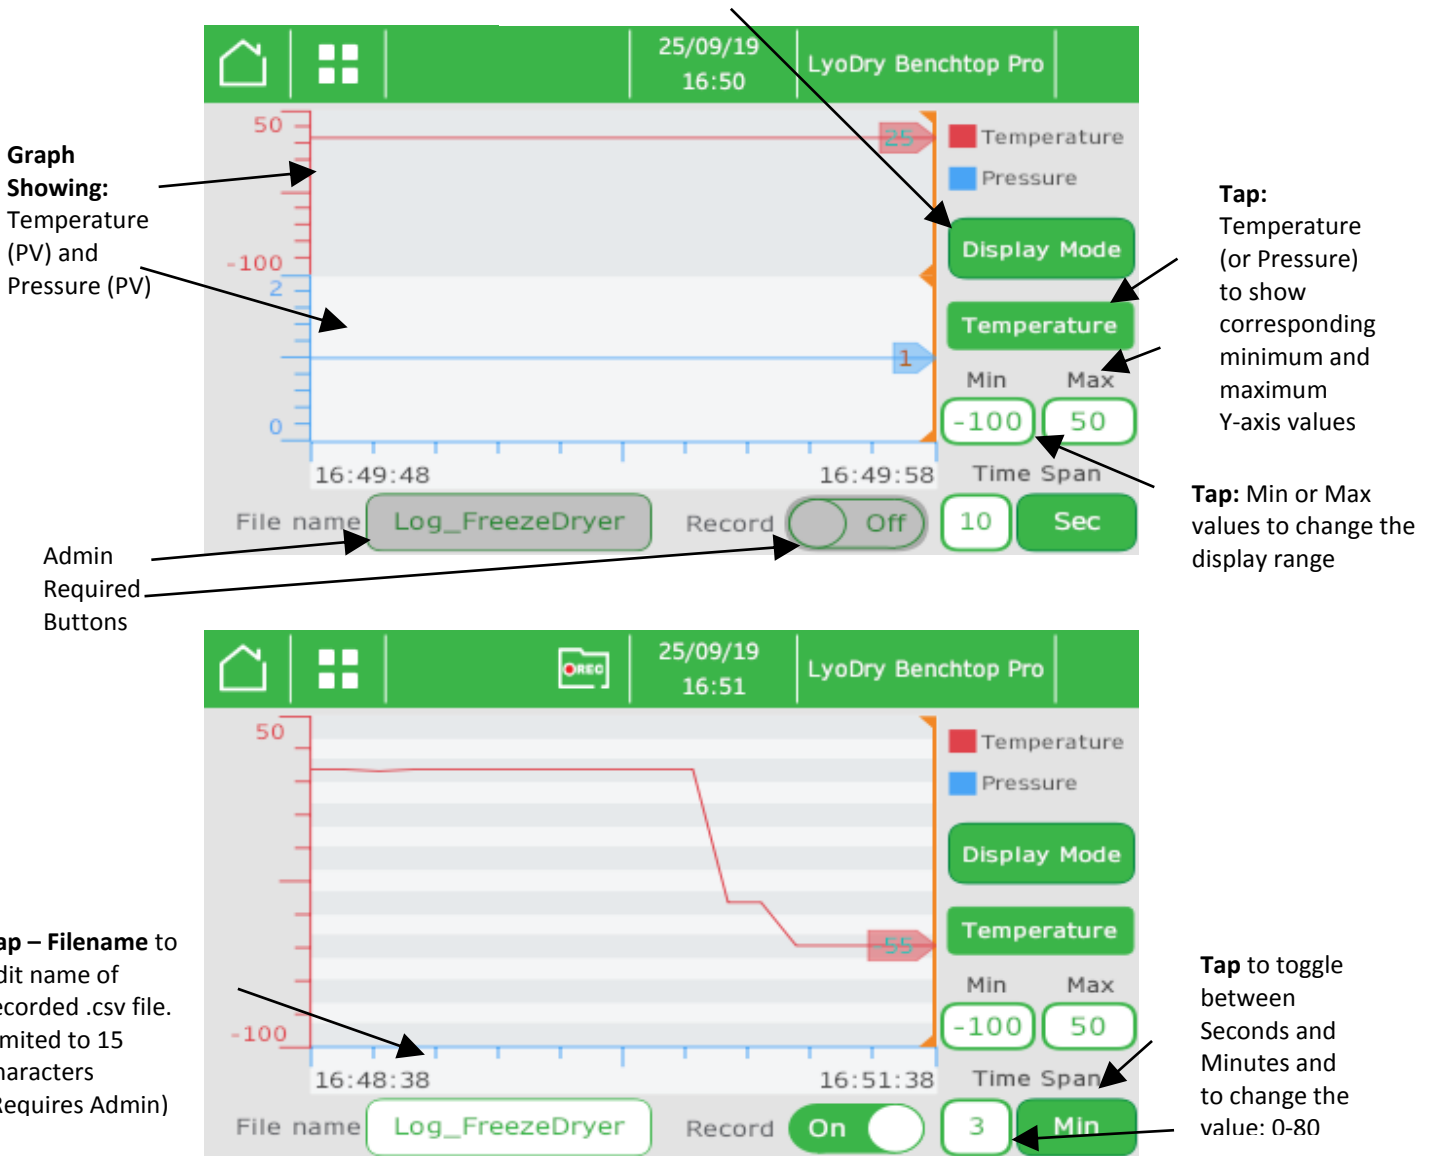 25/09/19
16:50
LyoDry Benchtop Pro
Graph
Showing:
Temperature
(PV) and
Pressure (PV)
50
-100
2
0
25
1
Temperature
Pressure
Display Mode
Temperature
Min Max
-100 50
16:49:48 16:49:58
Time Span
File name Log_FreezeDryer Record Off 10 Sec
Tap:
Temperature
(or Pressure)
to show
corresponding
minimum and
maximum
Y-axis values
Tap: Min or Max
values to change the
display range
Admin
Required
Buttons
REC
25/09/19
16:51
LyoDry Benchtop Pro
50
-100
-55
Temperature
Pressure
Display Mode
Temperature
Min Max
-100 50
16:48:38 16:51:38
Time Span
File name Log_FreezeDryer Record On 3 Min
ap – Filename to
dit name of
ecorded .csv file.
mited to 15
haracters
Requires Admin)
Tap to toggle
between
Seconds and
Minutes and
to change the
value: 0-80